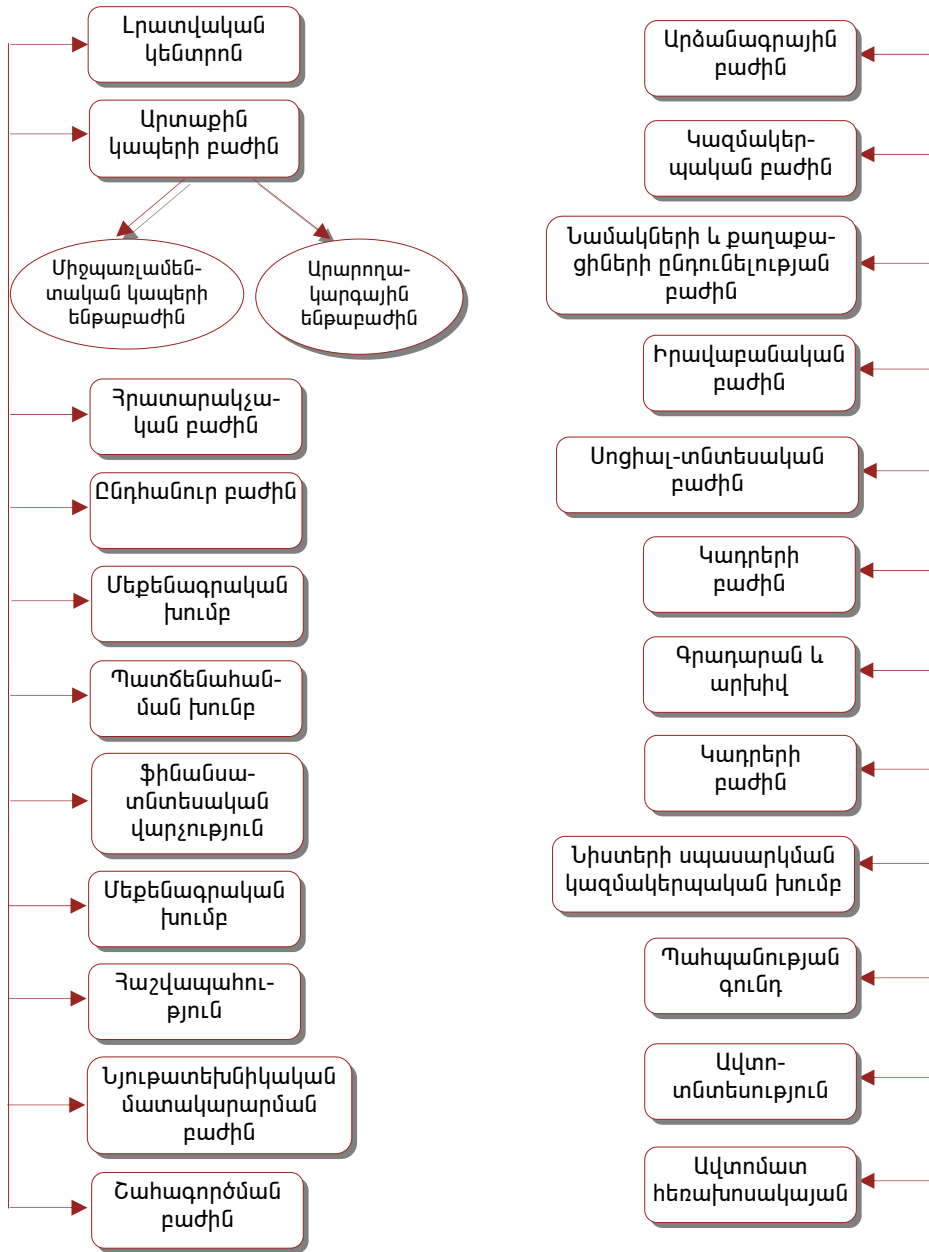 Լրատվական
կենտրոն
Արտաքին
կապերի բաժին
Միջպառլամեն-
տական կապերի
ենթաբաժին
Արարողա-
կարգային
ենթաբաժին
Հրատարակչա-
կան բաժին
Ընդհանուր բաժին
Մեքենագրական
խումբ
Պատճենահան-
ման խունբ
Ֆինանսա-
տնտեսական
վարչություն
Մեքենագրական
խումբ
Հաշվապահու-
թյուն
Նյութատեխնիկական
մատակարարման
բաժին
Շահագործման
բաժին
Արձանագրային
բաժին
Կազմակեր-
պական բաժին
Նամակների և քաղաքա-
ցիների ընդունելության
բաժին
Իրավաբանական
բաժին
Սոցիալ-տնտեսական
բաժին
Կադրերի
բաժին
Գրադարան և
արխիվ
Կադրերի
բաժին
Նիստերի սպասարկման
կազմակերպական խումբ
Պահպանության
գունդ
Ավտո-
տնտեսություն
Ավտոմատ
հեռախոսակայան